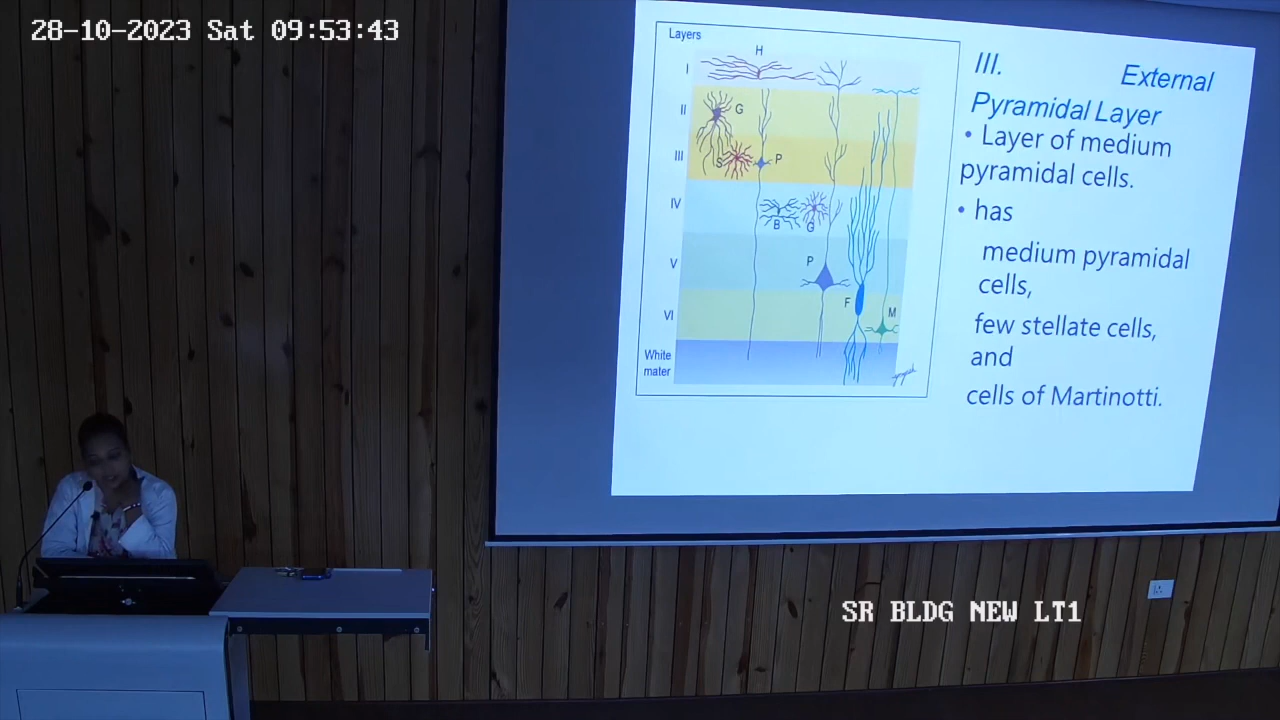 28-10-2023 Sat 09:53:43
Layers
H
I
II
G
III
S
P
IV
B
G
V
P
F
VI
M
White
mater
III. External
Pyramidal Layer
• Layer of medium
pyramidal cells.
• has
medium pyramidal
cells,
few stellate cells,
and
cells of Martinotti.
SR BLDG NEW LT1